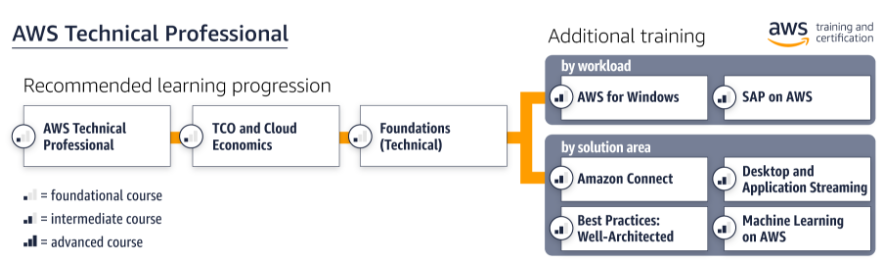 AWS Technical Professional
Additional training
aws training and
certification
Recommended learning progression
AWS Technical
Professional
TCO and Cloud
Economics
Foundations
(Technical)
by workload
AWS for Windows
SAP on AWS
by solution area
Amazon Connect
Desktop and
Application Streaming
Best Practices:
Well-Architected
Machine Learning
on AWS
= foundational course
= intermediate course
= advanced course